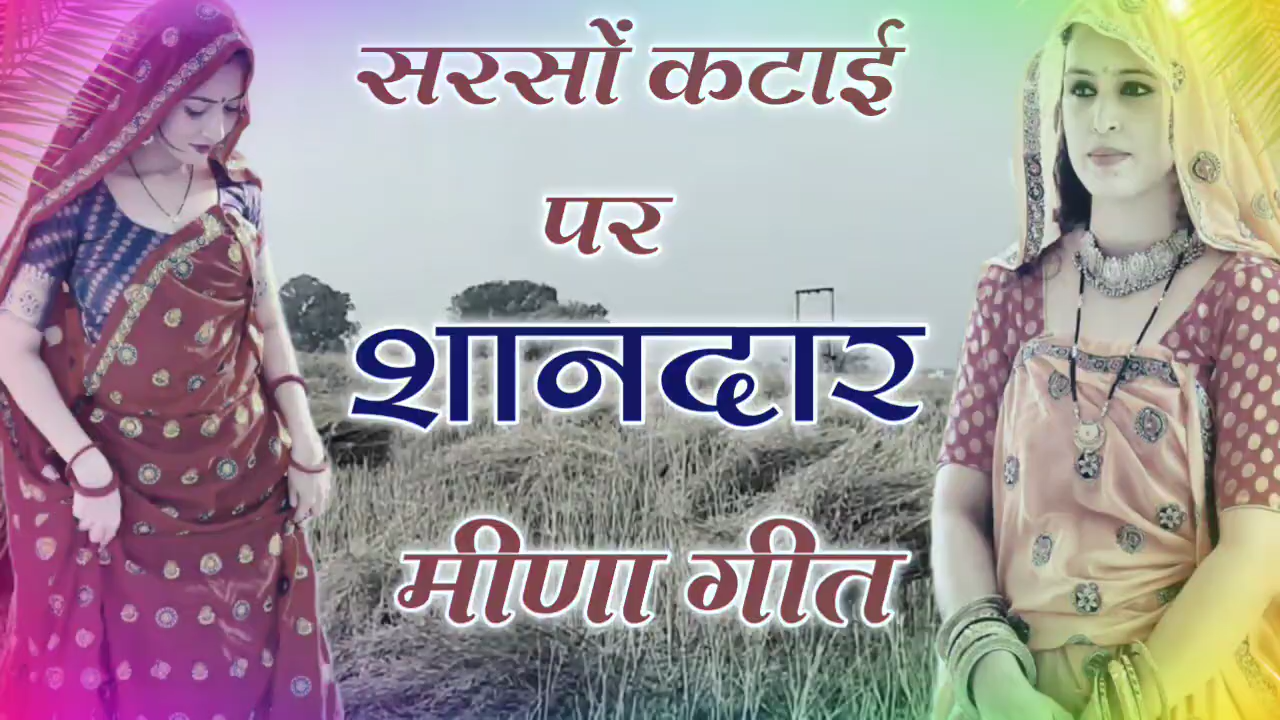 सरसों कटाई
पर
शानदार
मीणा गीत